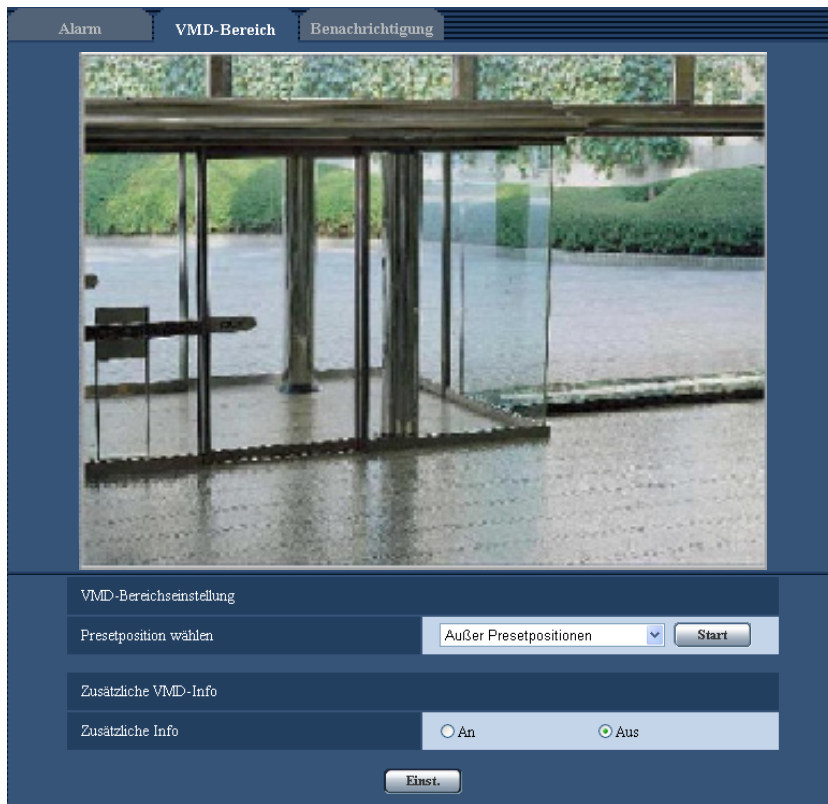 Alarm VMD-Bereich Benachrichtigung
VMD-Bereichseinstellung
Presetposition wählen Außer Presetpositionen Start
Zusätzliche VMD-Info
Zusätzliche Info An Aus
Einst.